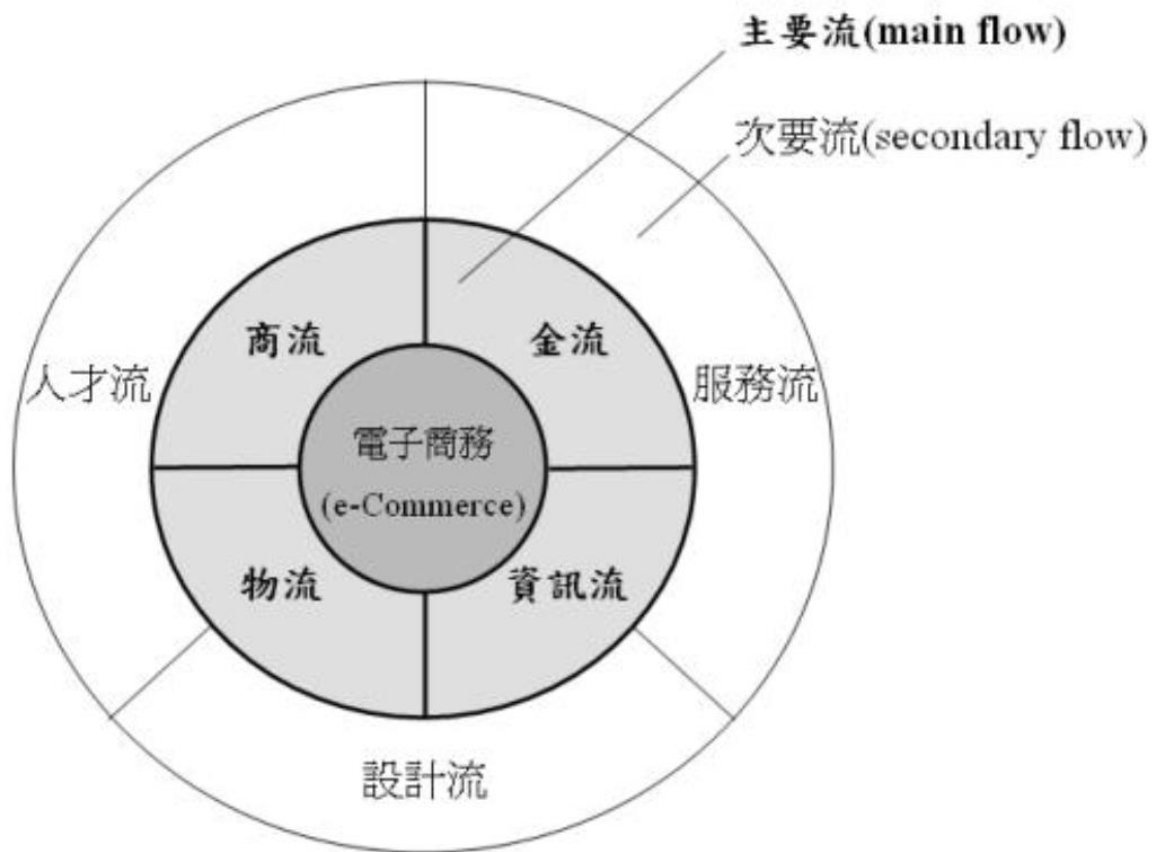 主要流(main flow)
次要流(secondary flow)
商流
金流
人才流
服務流
電子商務
(e-Commerce)
物流
資訊流
設計流